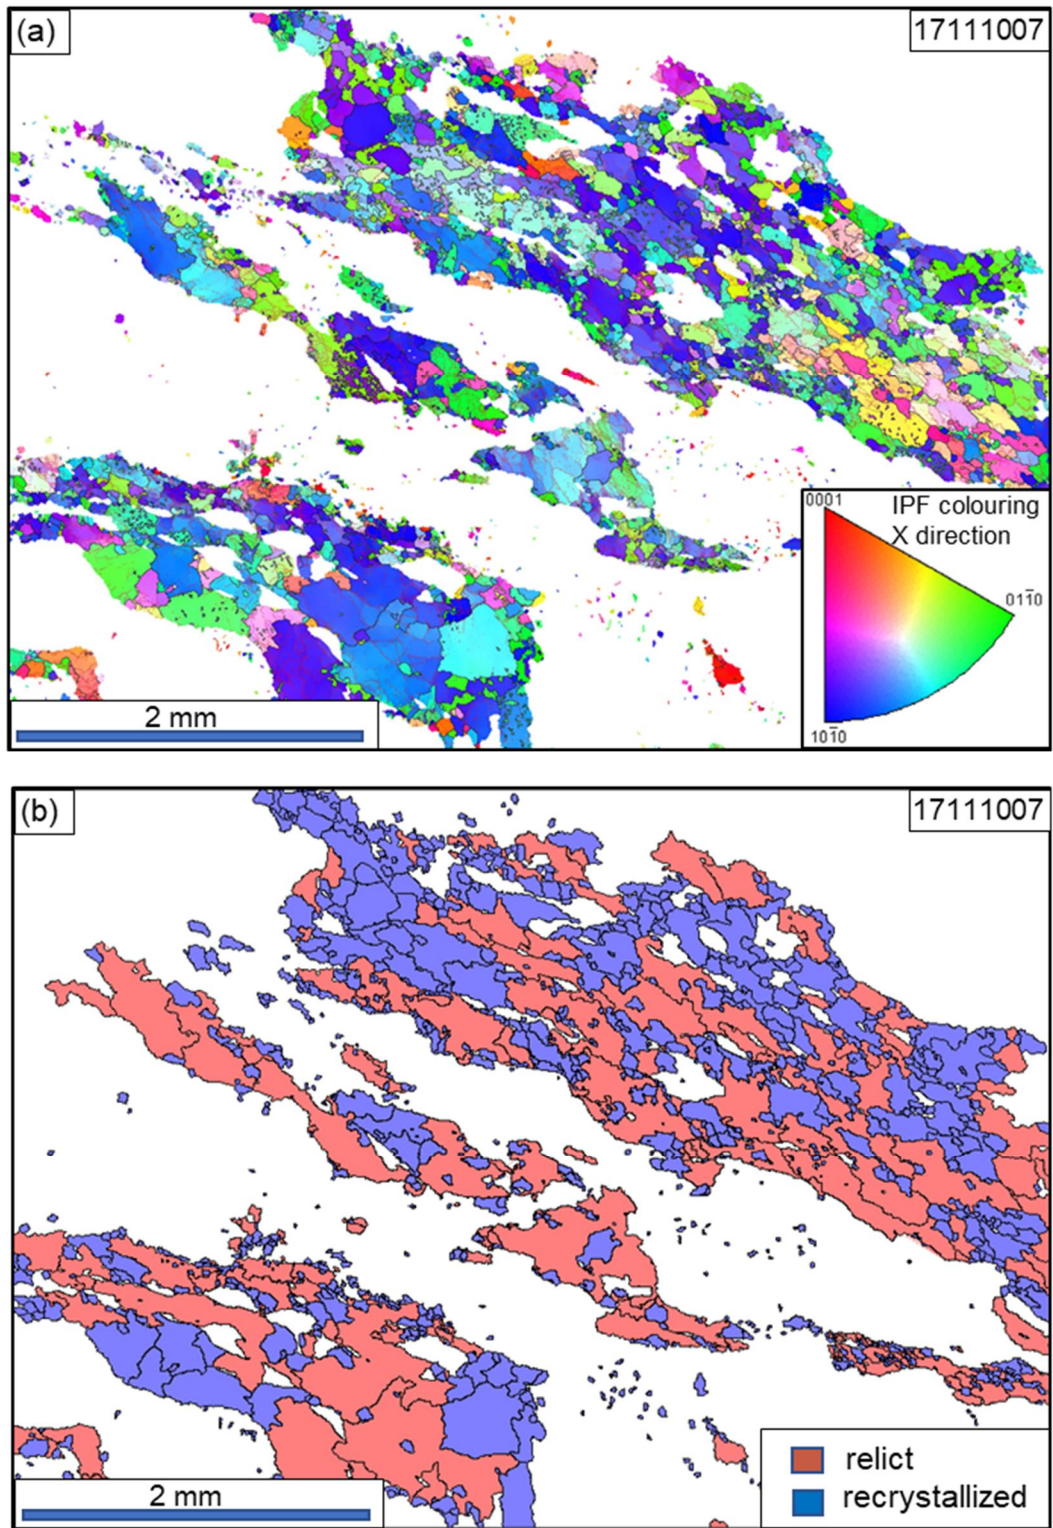 (a)
17111007
0001
IPF colouring
X direction
011̄0
101̄0
2 mm
(b)
17111007
relict
recrystallized
2 mm